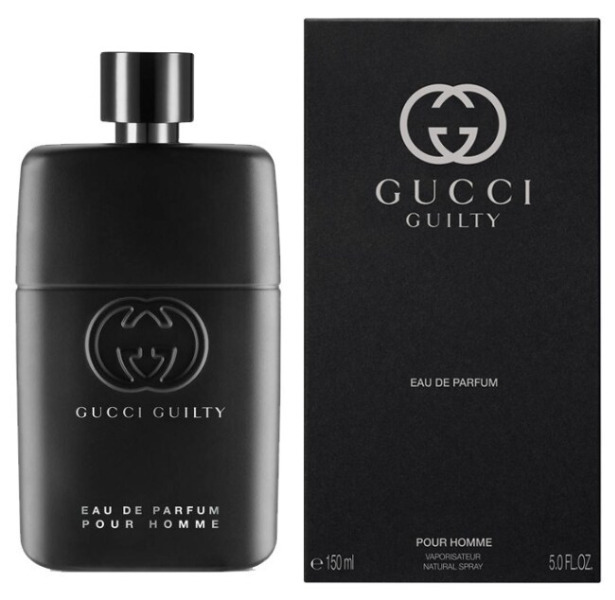 GUCCI GUILTY
EAU DE PARFUM
POUR HOMME
GUCCI
GUILTY
EAU DE PARFUM
POUR HOMME
VAPORISATEUR
NATURAL SPRAY
℮ 150 ml
5.0 FL.OZ.